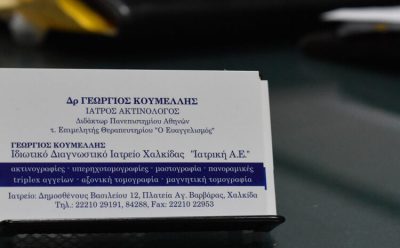 Δρ ΓΕΩΡΓΙΟΣ ΚΟΥΜΕΛΛΗΣ
ΙΑΤΡΟΣ ΑΚΤΙΝΟΛΟΓΟΣ
Διδάκτωρ Πανεπιστημίου Αθηνών
τ. Επιμελητής Θεραπευτηρίου "Ο Ευαγγελισμός"
ΓΕΩΡΓΙΟΣ ΚΟΥΜΕΛΛΗΣ
Ιδιωτικό Διαγνωστικό Ιατρείο Χαλκίδας "Ιατρική Α.Ε."
ακτινογραφίες - υπερηχοτομογραφίες - μαστογραφία - πανοραμικές
triplex αγγείων - αξονική τομογραφία - μαγνητική τομογραφία
Ιατρείο: Δημοσθένους Βασιλείου 12, Πλατεία Αγ. Βαρβάρας, Χαλκίδα
Τηλ.: 22210 29191, 84288, Fax: 22210 22953